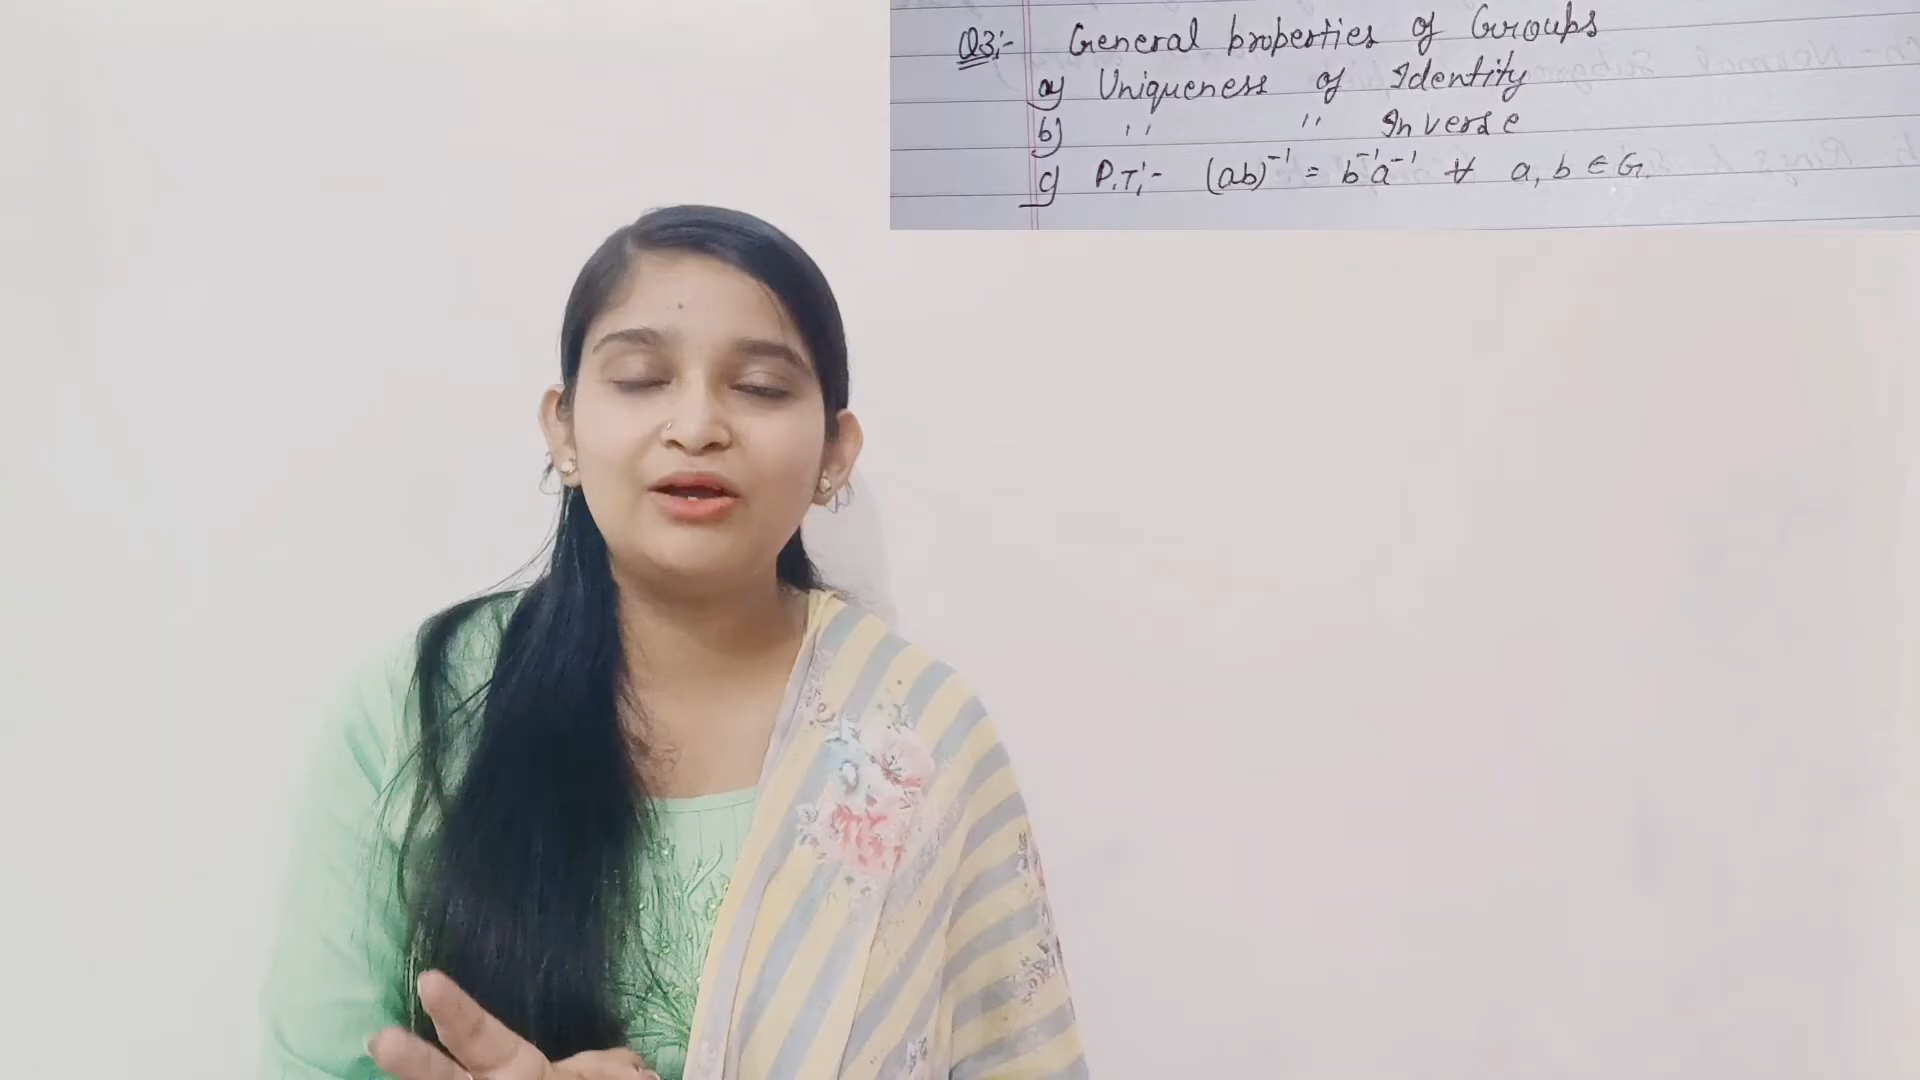 Q3:- General properties of Groups
a) Uniqueness of Identity
b) '' '' Inverse
c) P.T:- (ab)⁻¹ = b⁻¹a⁻¹ ∀ a, b ∈ G